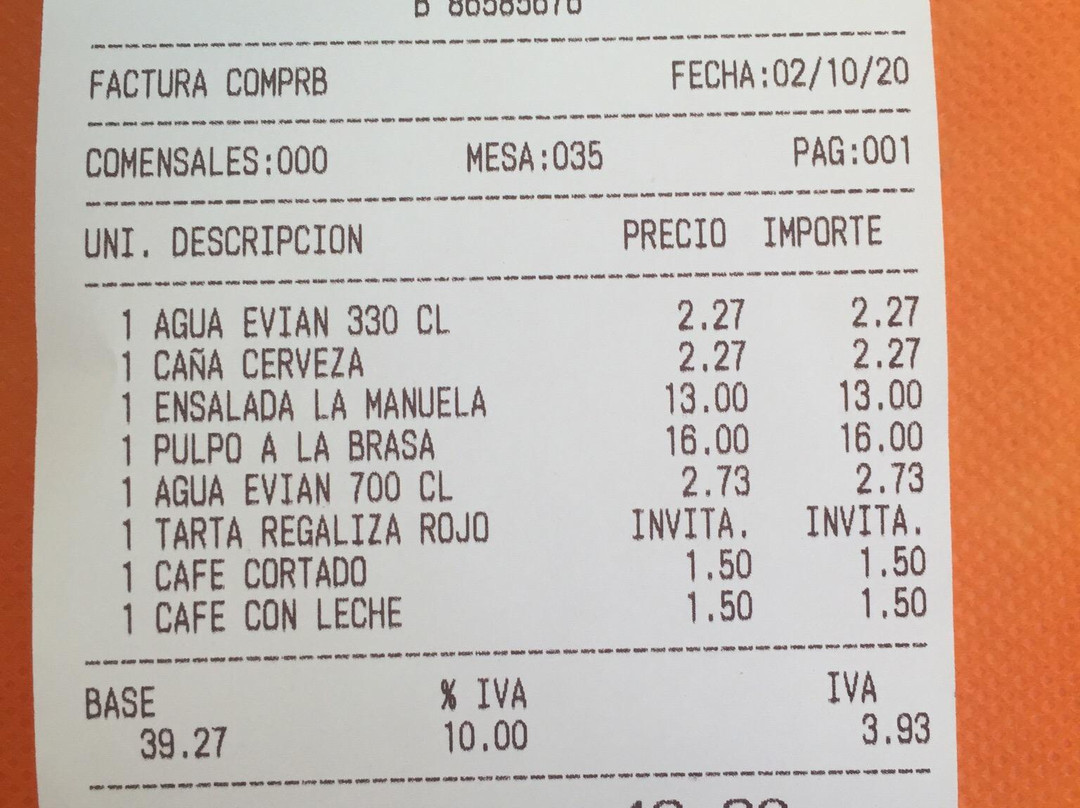 FACTURA COMPRB FECHA:02/10/20
COMENSALES:000 MESA:035 PAG:001
UNI. DESCRIPCION PRECIO IMPORTE
1 AGUA EVIAN 330 CL 2.27 2.27
1 CAÑA CERVEZA 2.27 2.27
1 ENSALADA LA MANUELA 13.00 13.00
1 PULPO A LA BRASA 16.00 16.00
1 AGUA EVIAN 700 CL 2.73 2.73
1 TARTA REGALIZA ROJO INVITA. INVITA.
1 CAFE CORTADO 1.50 1.50
1 CAFE CON LECHE 1.50 1.50
BASE % IVA IVA
39.27 10.00 3.93